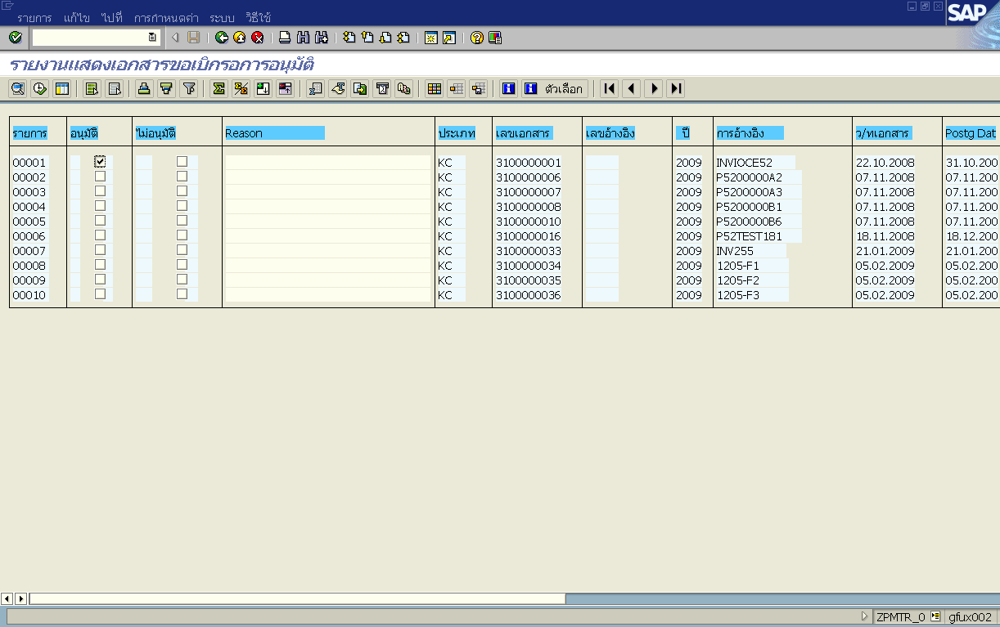 รายการ แก้ไข ไปที่ การกำหนดค่า ระบบ วิธีใช้
SAP
รายงานแสดงเอกสารขอเบิกรอการอนุมัติ
ตัวเลือก
รายการ อนุมัติ ไม่อนุมัติ Reason ประเภท เลขเอกสาร เลขอ้างอิง ปี การอ้างอิง ว/ทเอกสาร Postg Dat
00001 KC 3100000001 2009 INVIOCE52 22.10.2008 31.10.200
00002 KC 3100000006 2009 P5200000A2 07.11.2008 07.11.200
00003 KC 3100000007 2009 P5200000A3 07.11.2008 07.11.200
00004 KC 3100000008 2009 P5200000B1 07.11.2008 07.11.200
00005 KC 3100000010 2009 P5200000B6 07.11.2008 07.11.200
00006 KC 3100000016 2009 P52TEST181 18.11.2008 18.12.200
00007 KC 3100000033 2009 INV255 21.01.2009 21.01.200
00008 KC 3100000034 2009 1205-F1 05.02.2009 05.02.200
00009 KC 3100000035 2009 1205-F2 05.02.2009 05.02.200
00010 KC 3100000036 2009 1205-F3 05.02.2009 05.02.200
ZPMTR_0 gfux002